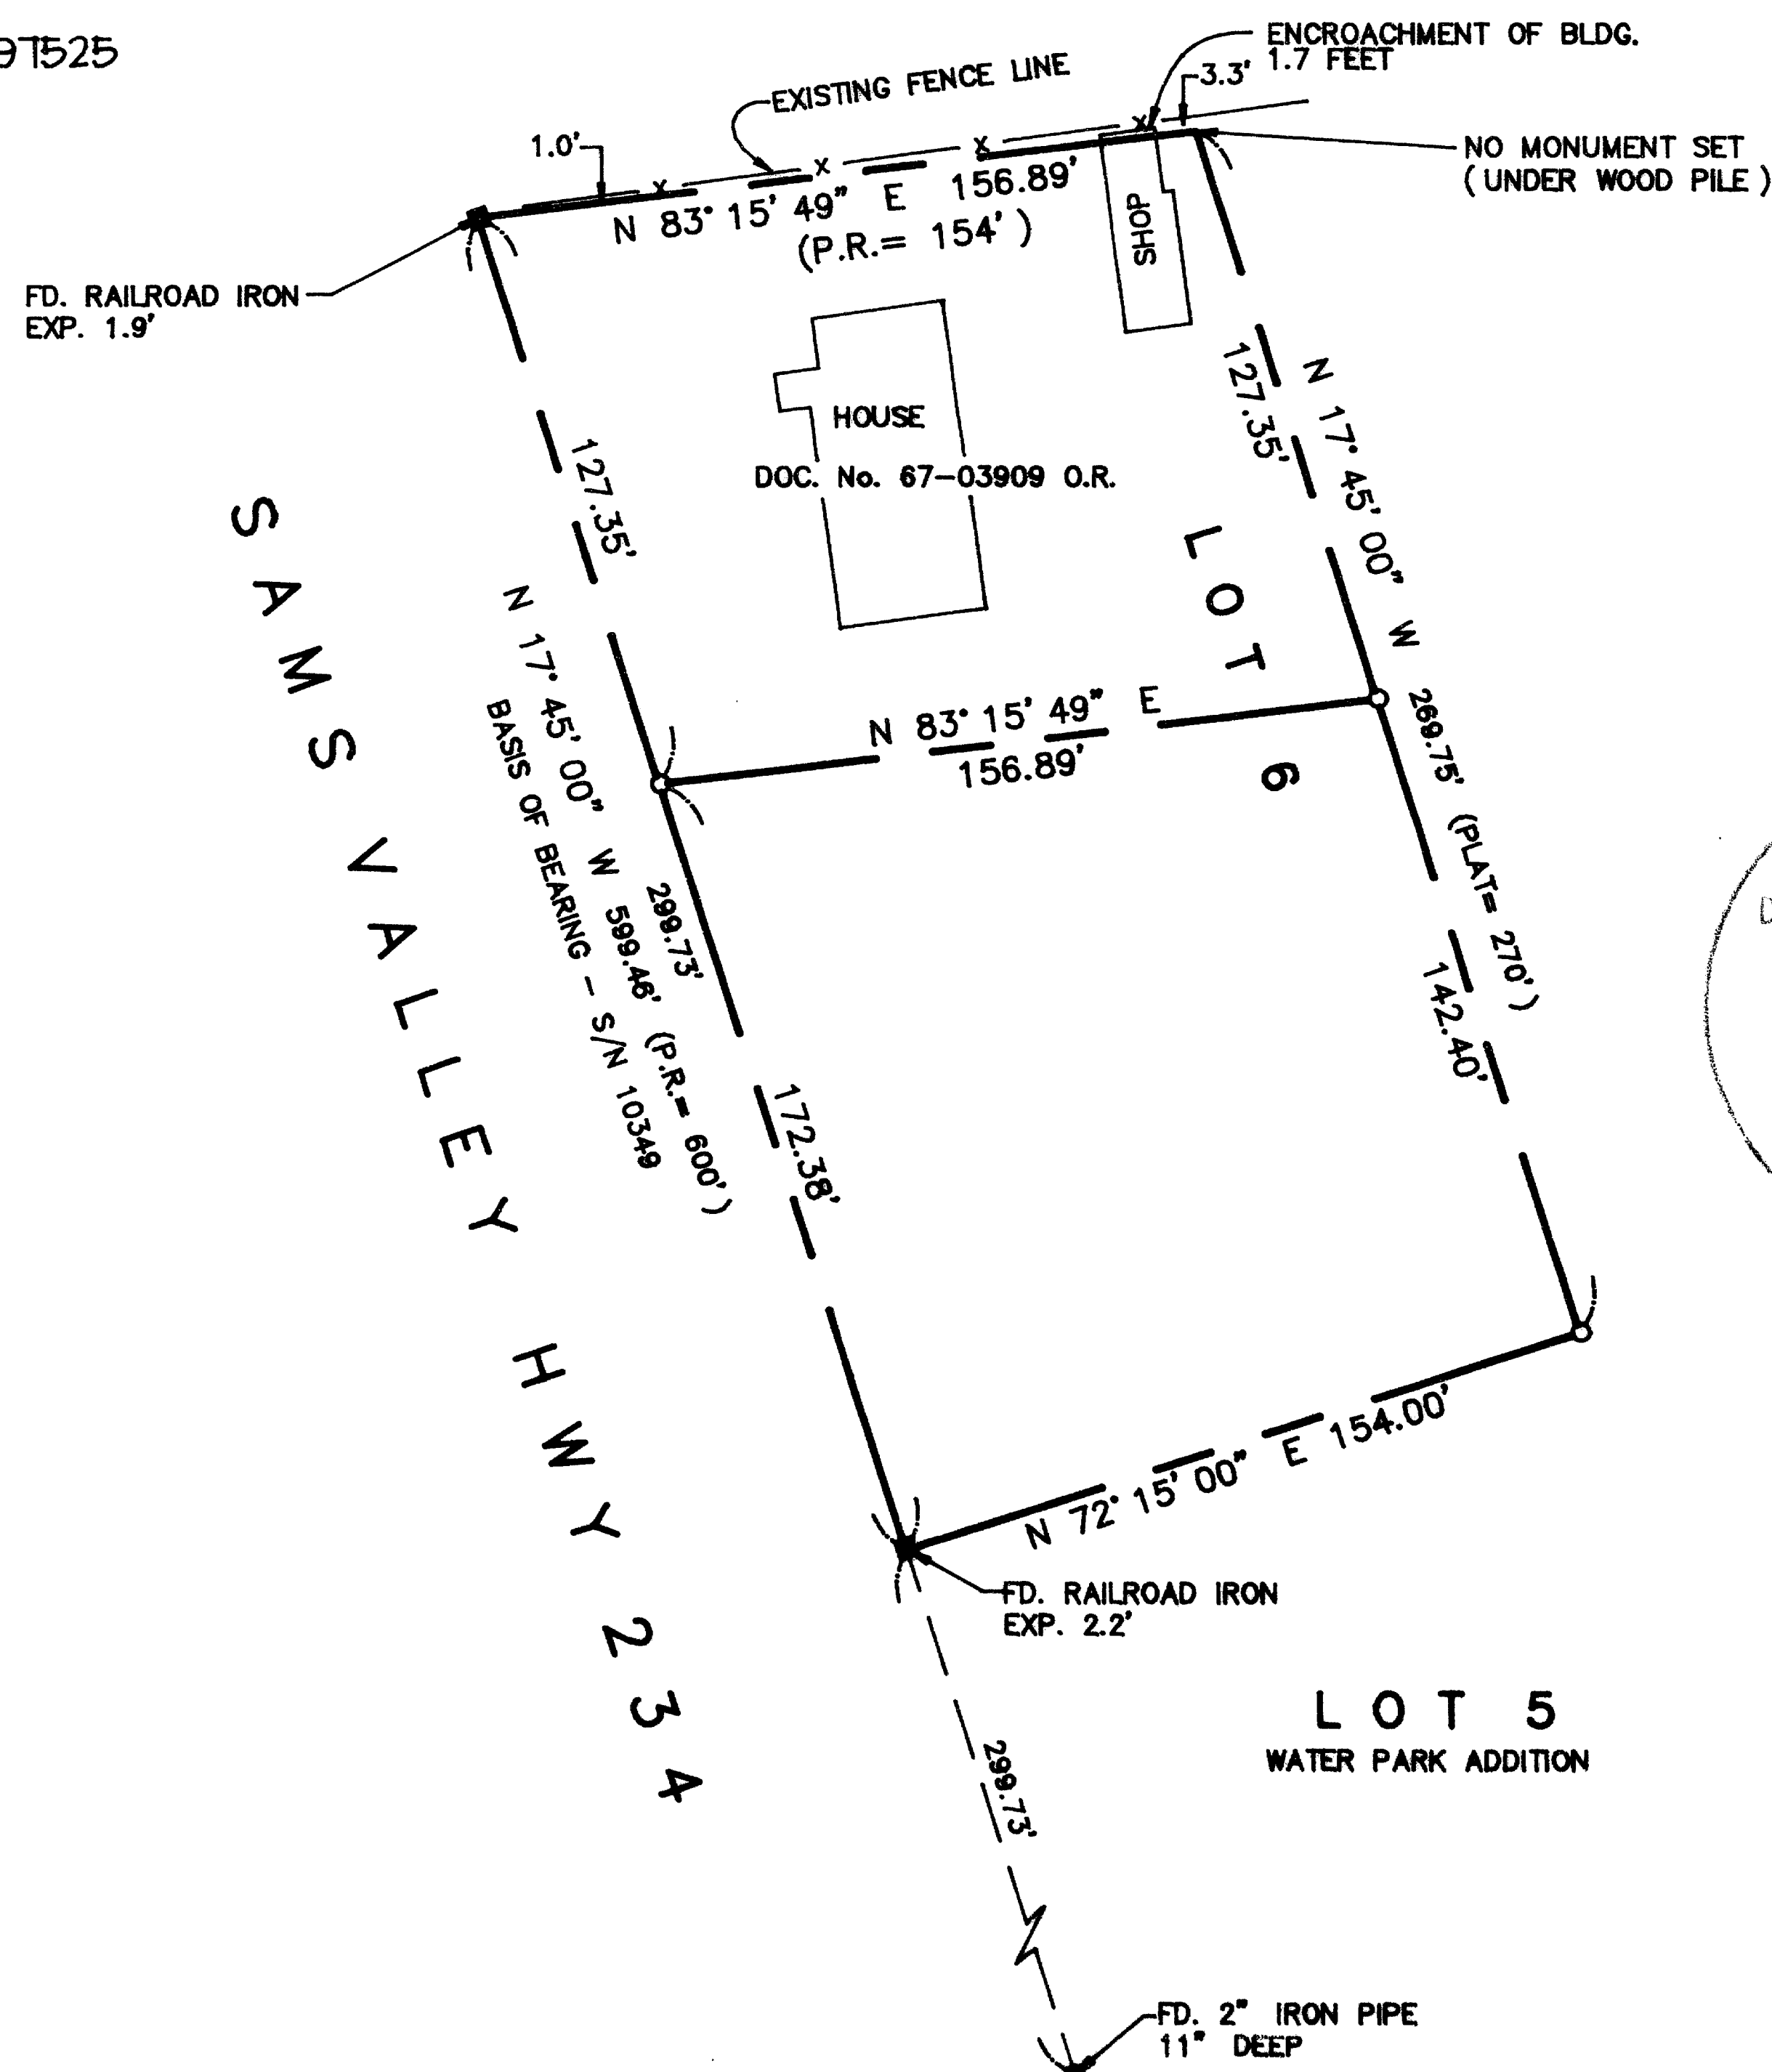 97525
ENCROACHMENT OF BLDG.
1.7 FEET
3.3'
EXISTING FENCE LINE
1.0'
NO MONUMENT SET
(UNDER WOOD PILE)
N 83° 15' 49" E 156.89'
(P.R.= 154')
SHOP
FD. RAILROAD IRON
EXP. 1.9'
HOUSE
DOC. No. 67-03909 O.R.
127.35'
127.35'
N 17° 45' 00" W 269.75' (PLAT= 270')
LOT 6
N 83° 15' 49" E
156.89'
SAMS VALLEY HWY 234
N 17° 45' 00" W 599.46' (P.R.= 600')
BASIS OF BEARING - S/N 10349
299.73'
142.40'
172.38'
N 72° 15' 00" E 154.00'
FD. RAILROAD IRON
EXP. 2.2'
LOT 5
WATER PARK ADDITION
299.73'
FD. 2" IRON PIPE
11" DEEP